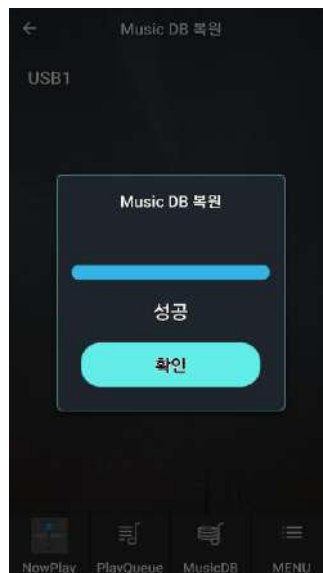 Music DB 복원
USB1
Music DB 복원
성공
확인
NowPlay PlayQueue MusicDB MENU